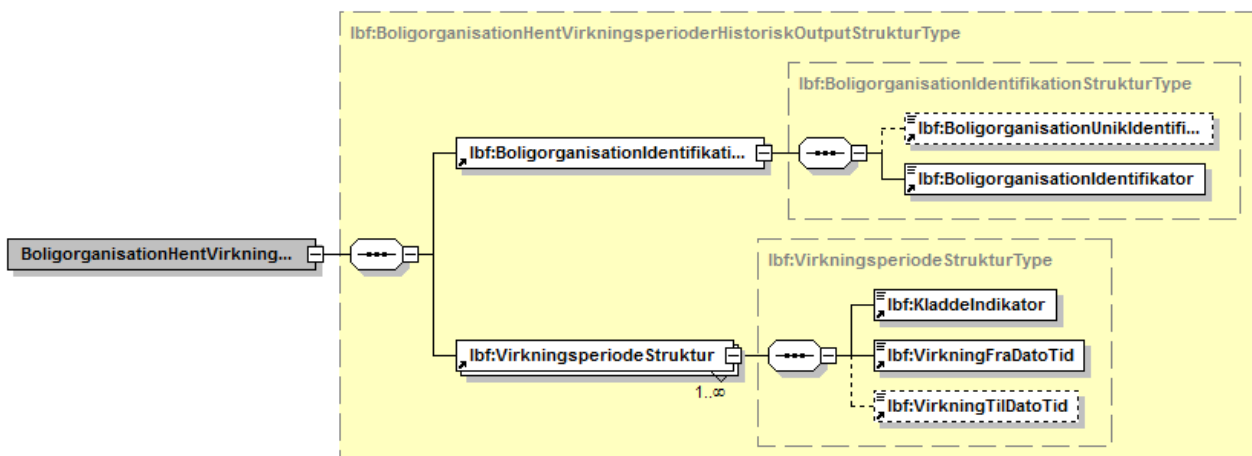 lbf:BoligorganisationHentVirkningsperioderHistoriskOutputStrukturType
lbf:BoligorganisationIdentifikationStrukturType
lbf:BoligorganisationUnikIdentifi...
lbf:BoligorganisationIdentifikati...
lbf:BoligorganisationIdentifikator
BoligorganisationHentVirkning...
lbf:VirkningsperiodeStrukturType
lbf:KladdeIndikator
lbf:VirkningsperiodeStruktur
lbf:VirkningFraDatoTid
1..∞
lbf:VirkningTilDatoTid